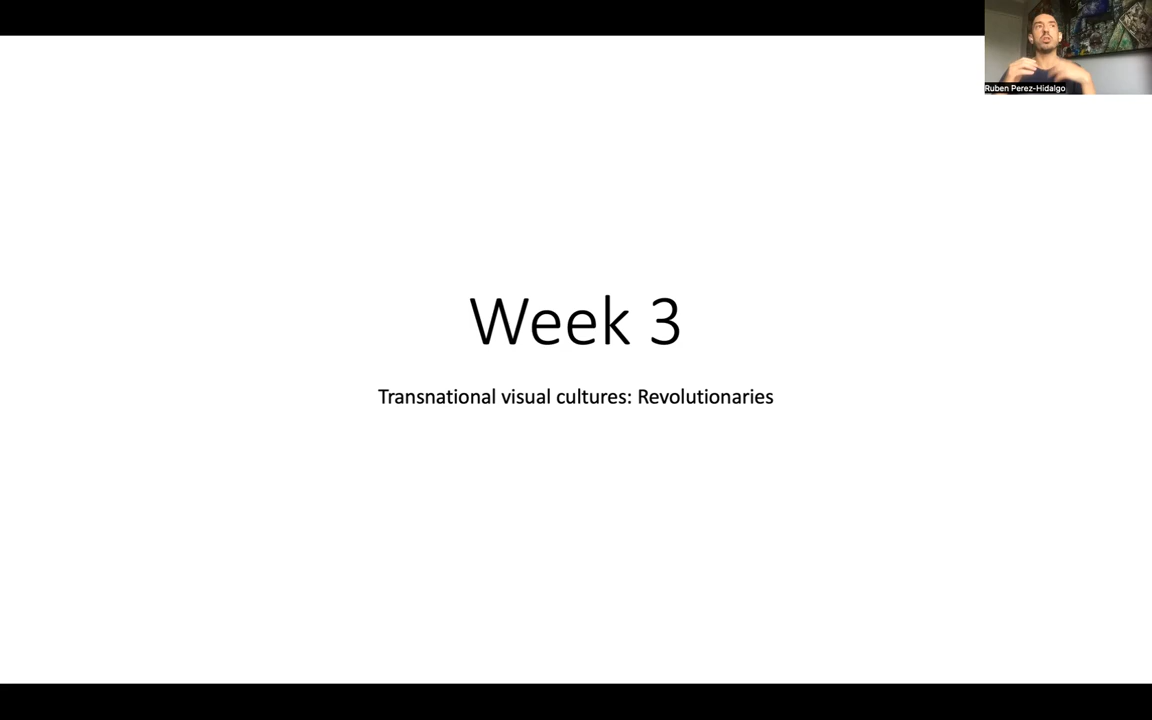 Ruben Perez-Hidalgo
Week 3
Transnational visual cultures: Revolutionaries